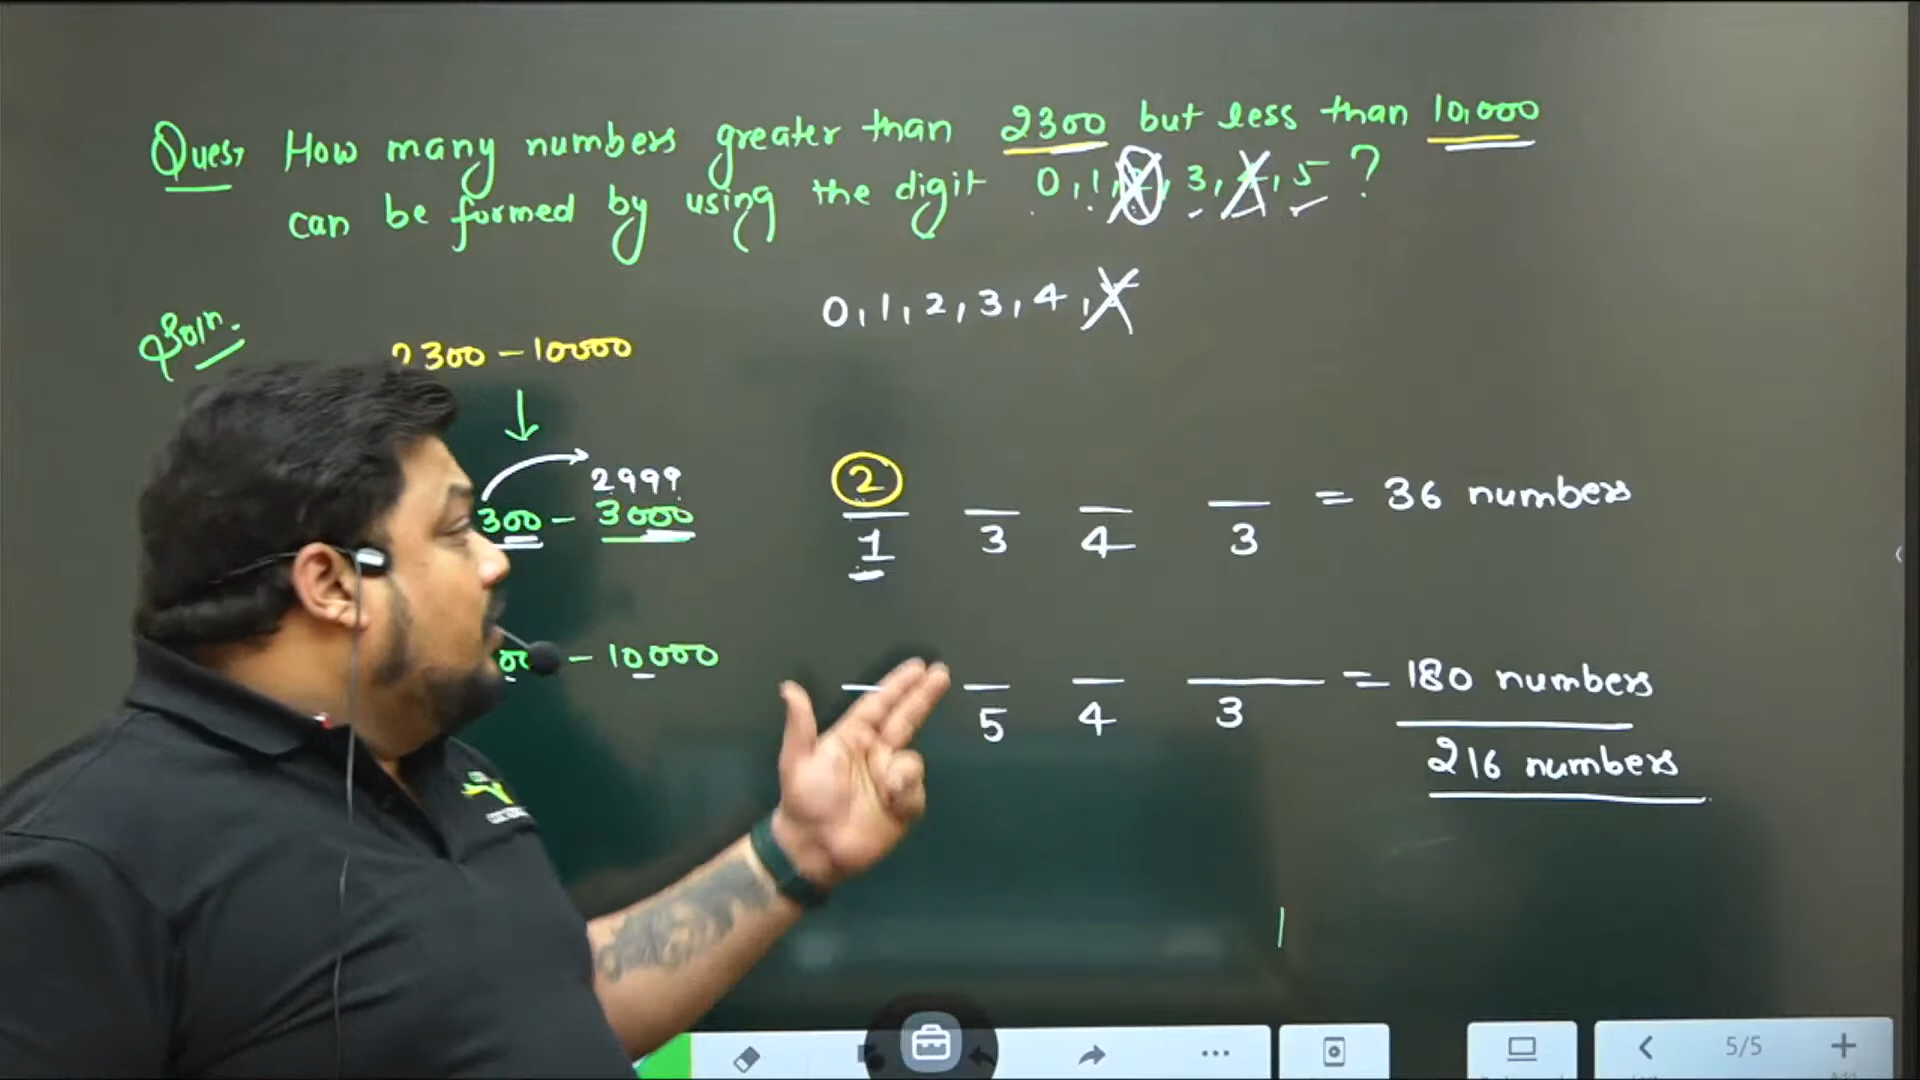 Ques, How many numbers greater than 2300 but less than 10,000
can be formed by using the digit 0, 1, 2, 3, 4, 5 ?
0, 1, 2, 3, 4,
Soln.
2300 - 10000
2999
300 - 3000
2
= 36 numbers
1 3 4 3
- 10000
= 180 numbers
5 4 3
216 numbers
5/5